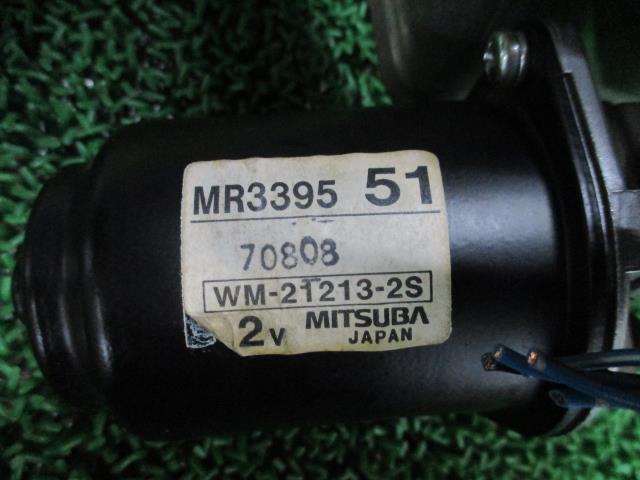 MR3395 51
70808
WM-21213-2S
2V MITSUBA
JAPAN